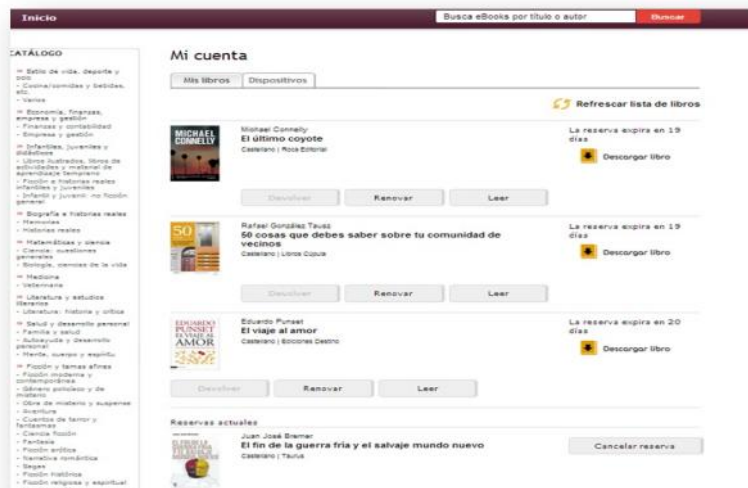 Inicio
Busca eBooks por título o autor
Buscar
CATÁLOGO
» Estilo de vida, deporte y
ocio
- Cocina/comidas y bebidas,
etc.
- Varios
» Economía, finanzas,
empresa y gestión
- Finanzas y contabilidad
- Empresa y gestión
» Infantiles, juveniles y
didácticos
- Libros ilustrados, libros de
actividades y material de
aprendizaje temprano
- Ficción e historias reales
infantiles y juveniles
- Infantil y juvenil: no ficción
general
» Biografía e historias reales
- Memorias
- Historias reales
» Matemáticas y ciencia
- Ciencia: cuestiones
generales
- Biología, ciencias de la vida
» Medicina
- Veterinaria
» Literatura y estudios
literarios
- Literatura: historia y crítica
» Salud y desarrollo personal
- Familia y salud
- Autoayuda y desarrollo
personal
- Mente, cuerpo y espíritu
» Ficción y temas afines
- Ficción moderna y
contemporánea
- Género policíaco y de
misterio
- Obra de misterio y suspense
- Aventura
- Cuentos de terror y
fantasmas
- Ciencia ficción
- Fantasía
- Ficción erótica
- Narrativa romántica
- Sagas
- Ficción histórica
- Ficción religiosa y espiritual
Mi cuenta
Mis libros
Dispositivos
Refrescar lista de libros
MICHAEL
CONNELLY
Michael Connelly
El último coyote
Castellano | Roca Editorial
La reserva expira en 19
días
Descargar libro
Devolver
Renovar
Leer
50
Rafael González Tausz
50 cosas que debes saber sobre tu comunidad de
vecinos
Castellano | Libros Cúpula
La reserva expira en 19
días
Descargar libro
Devolver
Renovar
Leer
EDUARDO
PUNSET
EL VIAJE AL
AMOR
Eduardo Punset
El viaje al amor
Castellano | Ediciones Destino
La reserva expira en 20
días
Descargar libro
Devolver
Renovar
Leer
Reservas actuales
Juan José Bremer
El fin de la guerra fría y el salvaje mundo nuevo
Castellano | Taurus
Cancelar reserva